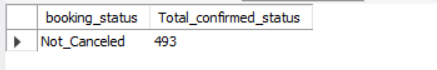 booking_status Total_confirmed_status
Not_Canceled 493